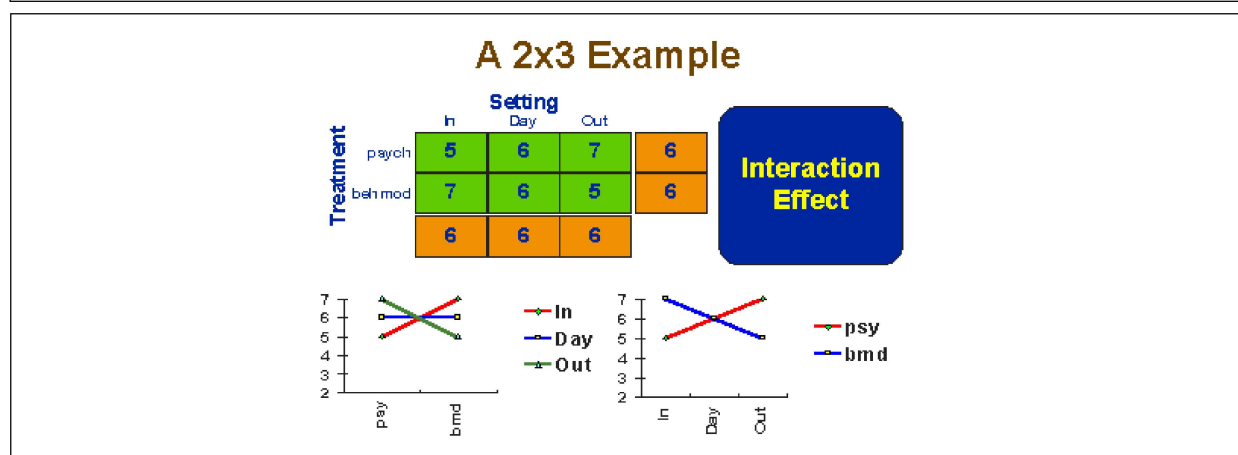 A 2x3 Example
Setting
In Day Out
Treatment
psych 5 6 7 6
behmod 7 6 5 6
6 6 6
Interaction
Effect
7
6
5
4
3
2
psy bmd
In
Day
Out
7
6
5
4
3
2
In Day Out
psy
bmd